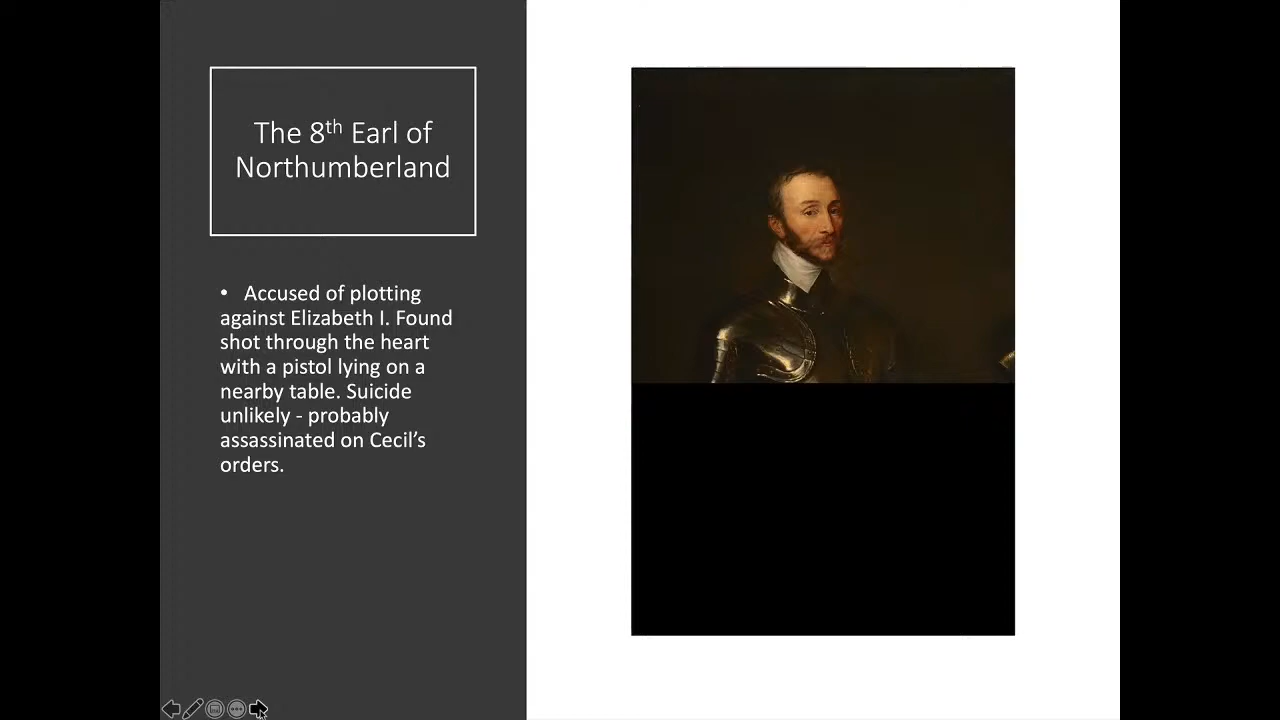 The 8th Earl of
Northumberland
• Accused of plotting
against Elizabeth I. Found
shot through the heart
with a pistol lying on a
nearby table. Suicide
unlikely - probably
assassinated on Cecil’s
orders.